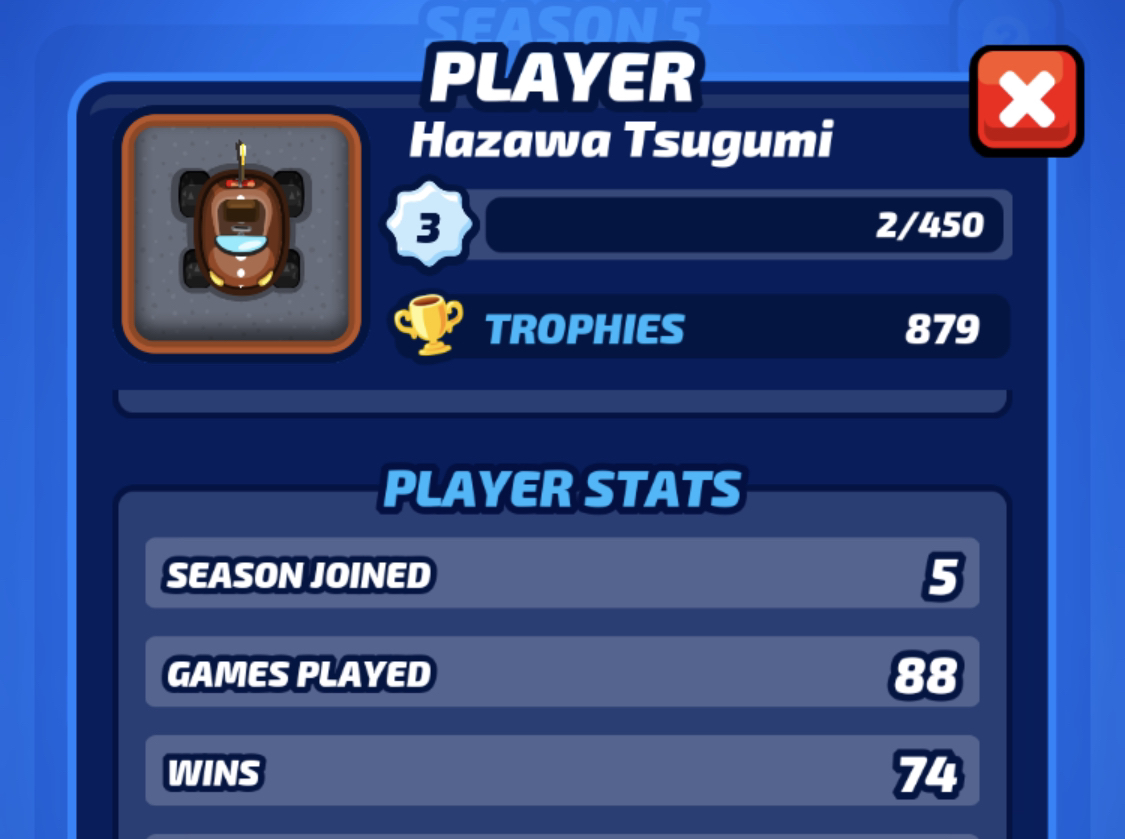 SEASON 5
PLAYER
Hazawa Tsugumi
3
2/450
TROPHIES
879
PLAYER STATS
SEASON JOINED
5
GAMES PLAYED
88
WINS
74